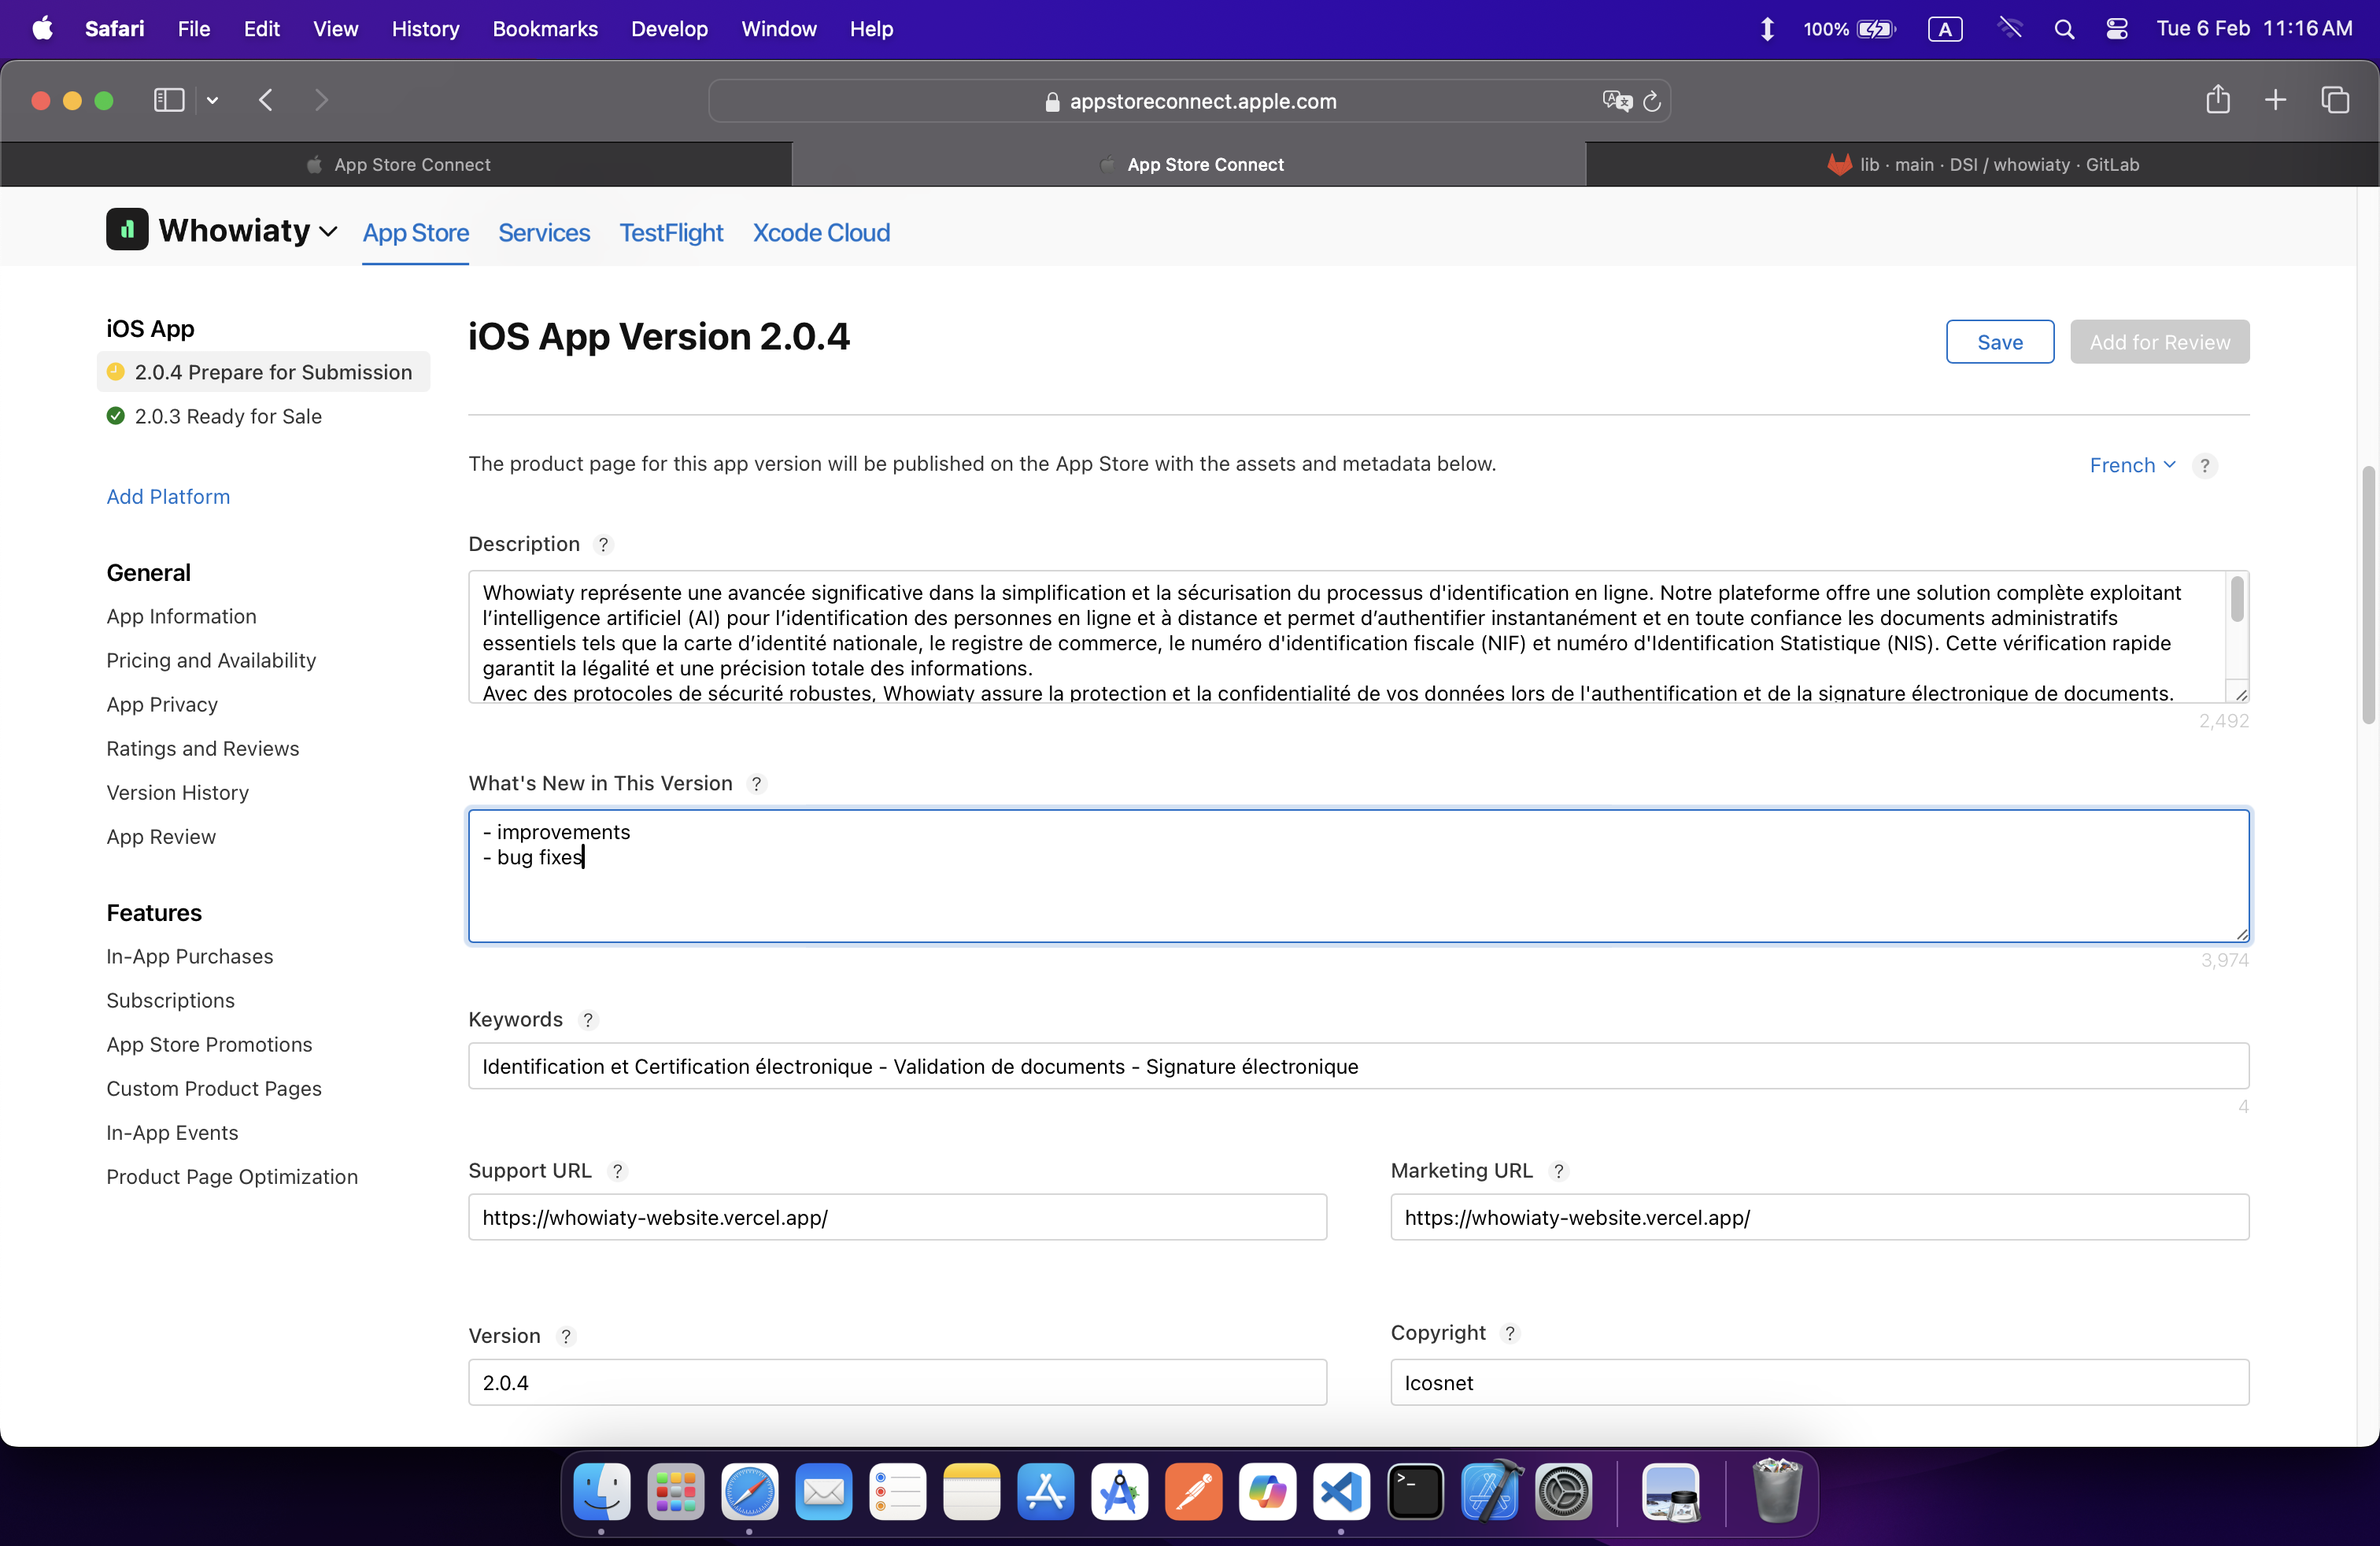 Safari File Edit View History Bookmarks Develop Window Help 100% A Tue 6 Feb 11:16 AM
appstoreconnect.apple.com
App Store Connect
App Store Connect
lib · main · DSI / whowiaty · GitLab
Whowiaty App Store Services TestFlight Xcode Cloud
iOS App
2.0.4 Prepare for Submission
2.0.3 Ready for Sale
Add Platform
General
App Information
Pricing and Availability
App Privacy
Ratings and Reviews
Version History
App Review
Features
In-App Purchases
Subscriptions
App Store Promotions
Custom Product Pages
In-App Events
Product Page Optimization
iOS App Version 2.0.4
Save
Add for Review
The product page for this app version will be published on the App Store with the assets and metadata below.
French ?
Description ?
Whowiaty représente une avancée significative dans la simplification et la sécurisation du processus d'identification en ligne. Notre plateforme offre une solution complète exploitant
l’intelligence artificiel (AI) pour l’identification des personnes en ligne et à distance et permet d’authentifier instantanément et en toute confiance les documents administratifs
essentiels tels que la carte d’identité nationale, le registre de commerce, le numéro d'identification fiscale (NIF) et numéro d'Identification Statistique (NIS). Cette vérification rapide
garantit la légalité et une précision totale des informations.
Avec des protocoles de sécurité robustes, Whowiaty assure la protection et la confidentialité de vos données lors de l'authentification et de la signature électronique de documents.
2,492
What's New in This Version ?
- improvements
- bug fixes
3,974
Keywords ?
Identification et Certification électronique - Validation de documents - Signature électronique
4
Support URL ?
https://whowiaty-website.vercel.app/
Marketing URL ?
https://whowiaty-website.vercel.app/
Version ?
2.0.4
Copyright ?
Icosnet